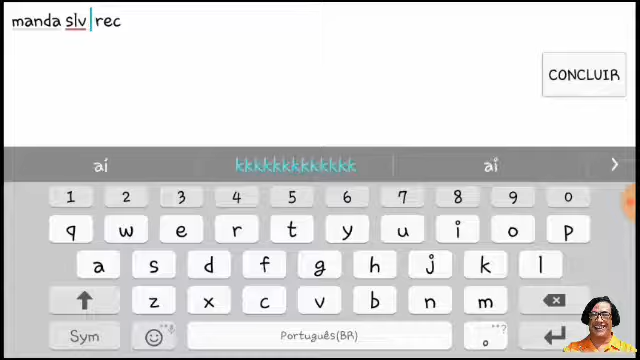 manda slv rec
CONCLUIR
aí kkkkkkkkkkkkk ai
1 2 3 4 5 6 7 8 9 0
q w e r t y u i o p
a s d f g h j k l
z x c v b n m
Sym Português(BR) . ?